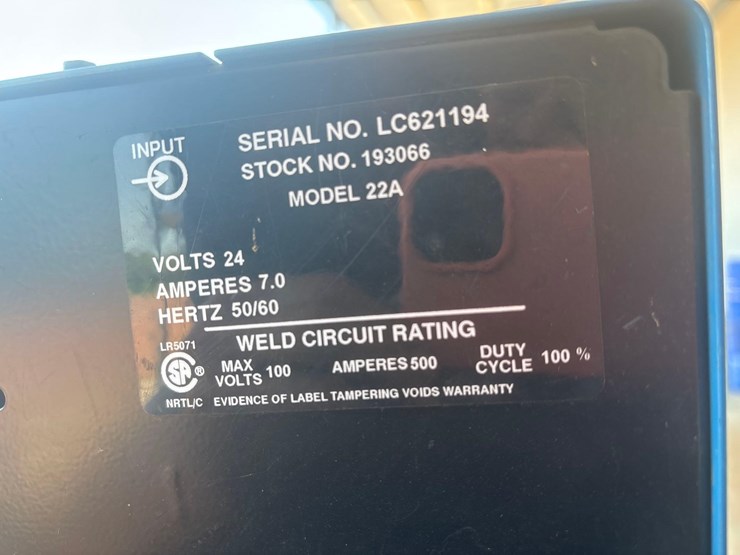 INPUT
SERIAL NO. LC621194
STOCK NO. 193066
MODEL 22A
VOLTS 24
AMPERES 7.0
HERTZ 50/60
WELD CIRCUIT RATING
LR5071
SP ®
NRTL/C
MAX VOLTS 100 AMPERES 500 DUTY CYCLE 100 %
EVIDENCE OF LABEL TAMPERING VOIDS WARRANTY